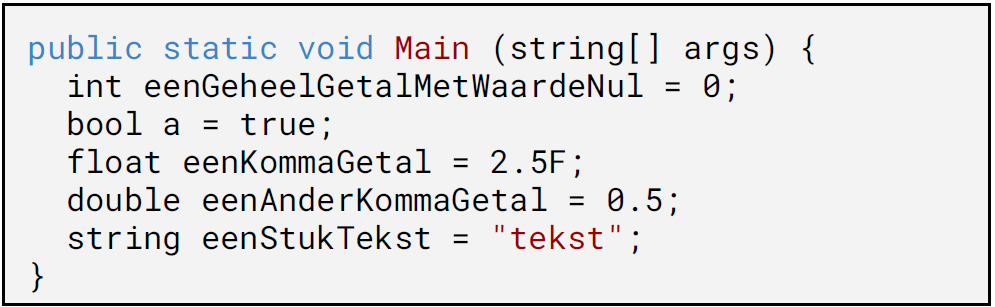 public static void Main (string[] args) {
  int eenGeheelGetalMetWaardeNul = 0;
  bool a = true;
  float eenKommaGetal = 2.5F;
  double eenAnderKommaGetal = 0.5;
  string eenStukTekst = "tekst";
}